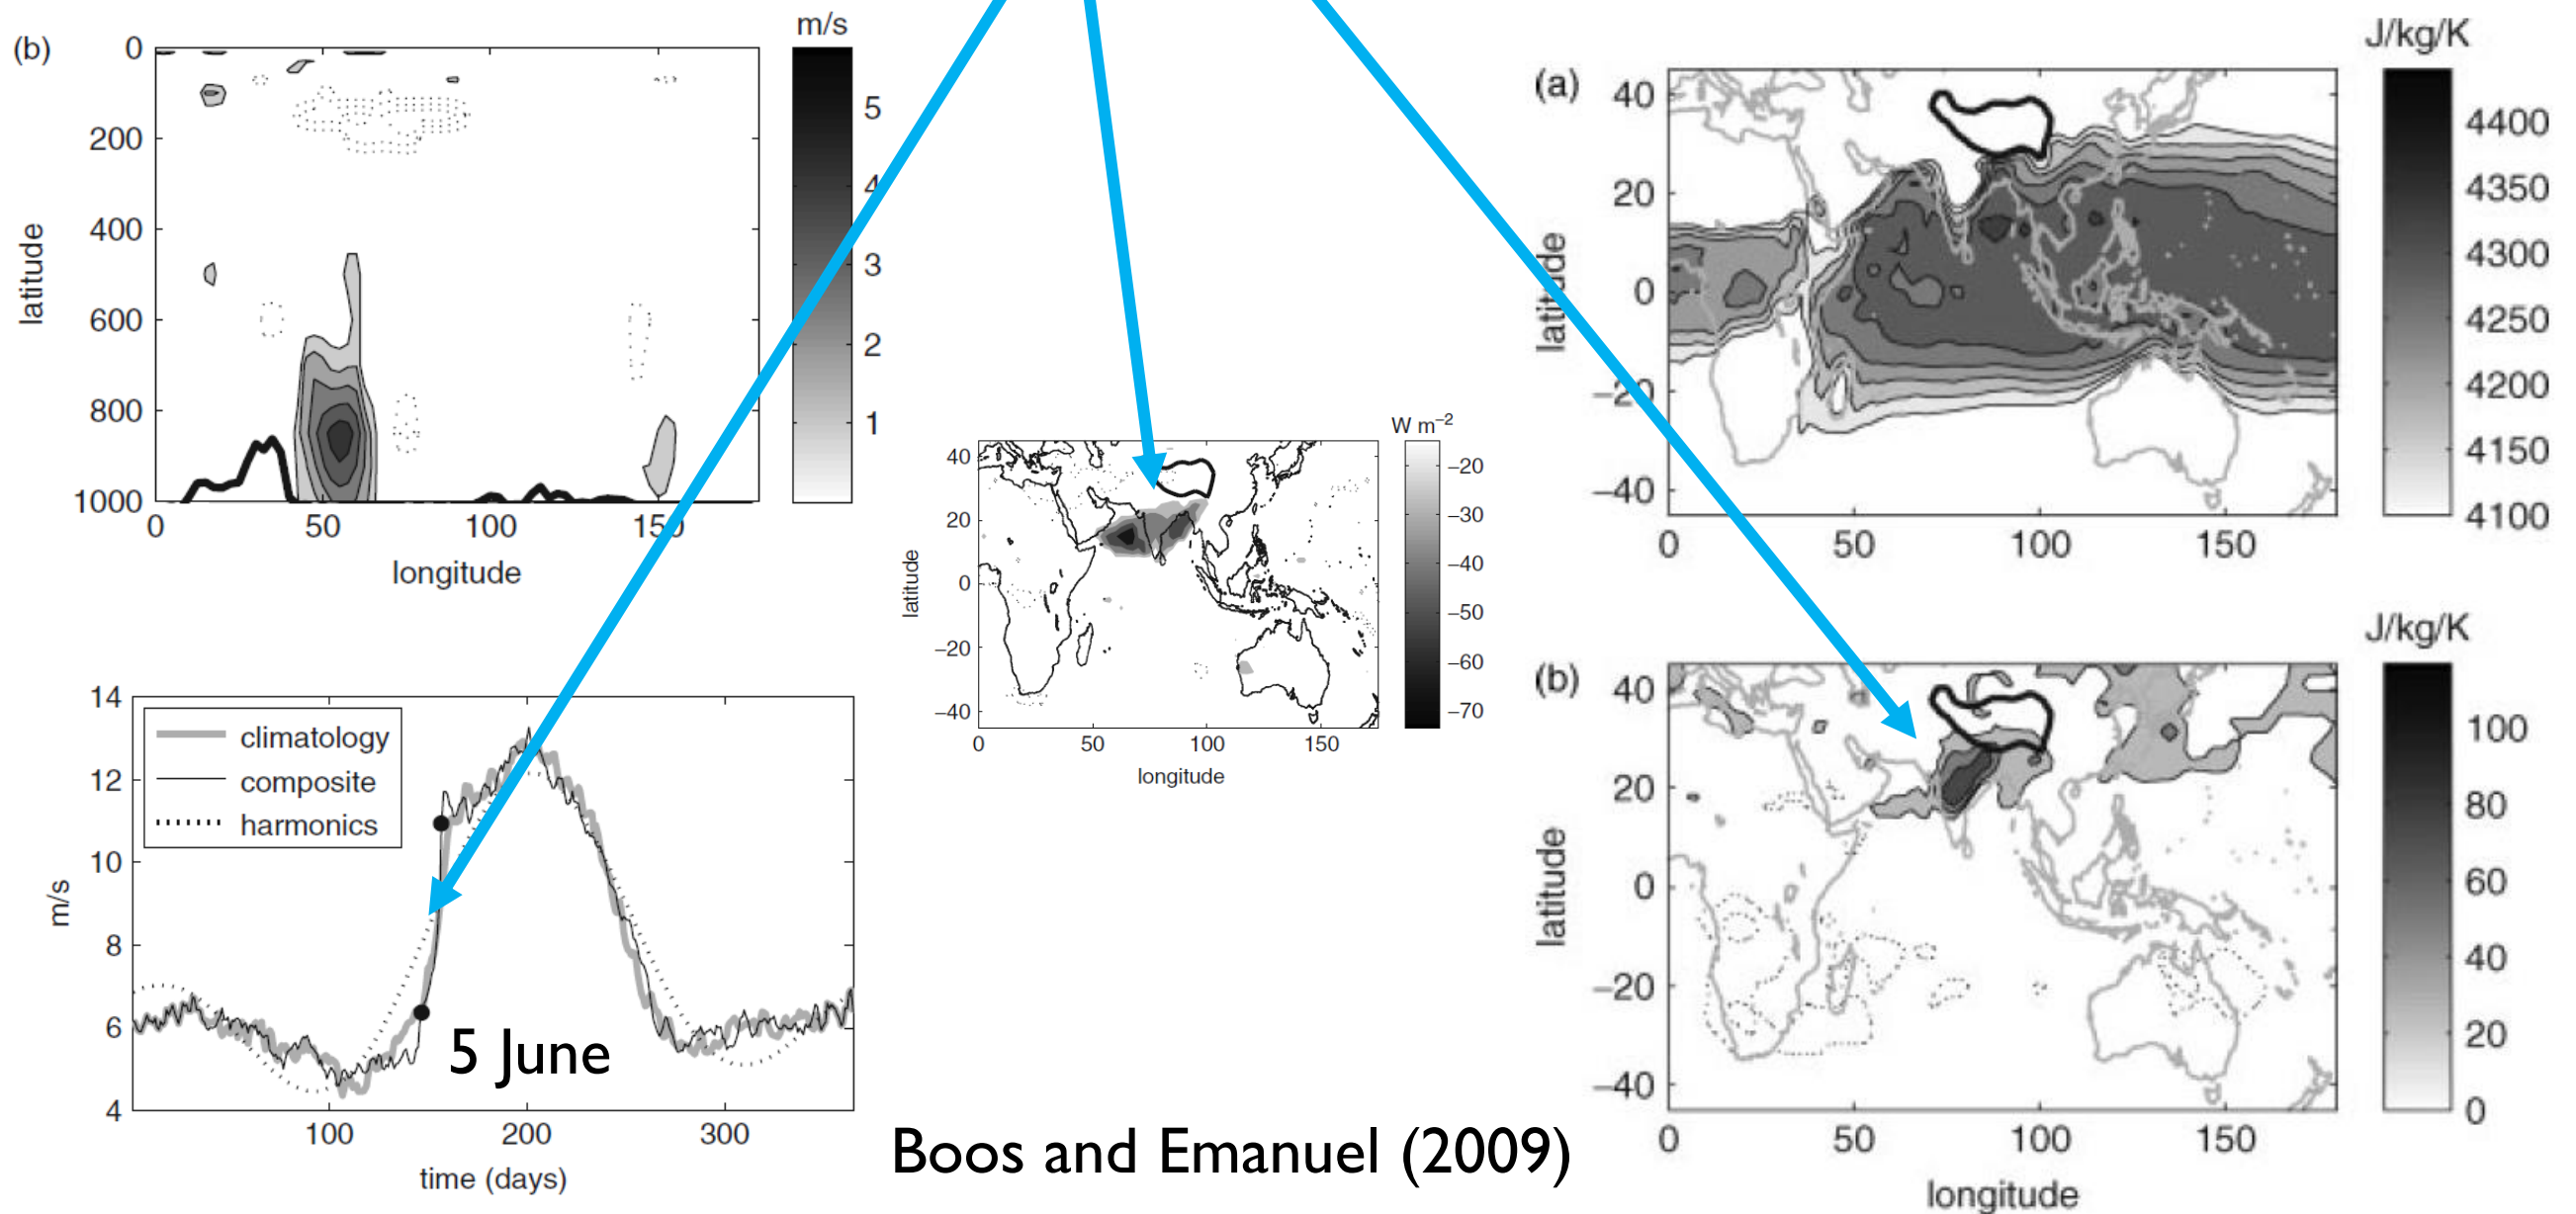 (b)
m/s
0
200
400
600
800
1000
latitude
0 50 100 150
longitude
5
4
3
2
1
14
12
10
8
6
4
m/s
climatology
composite
harmonics
5 June
100 200 300
time (days)
W m−2
40
20
0
−20
−40
latitude
0 50 100 150
longitude
−20
−30
−40
−50
−60
−70
Boos and Emanuel (2009)
(a)
J/kg/K
40
20
0
−20
−40
latitude
0 50 100 150
4400
4350
4300
4250
4200
4150
4100
(b)
J/kg/K
40
20
0
−20
−40
latitude
0 50 100 150
longitude
100
80
60
40
20
0